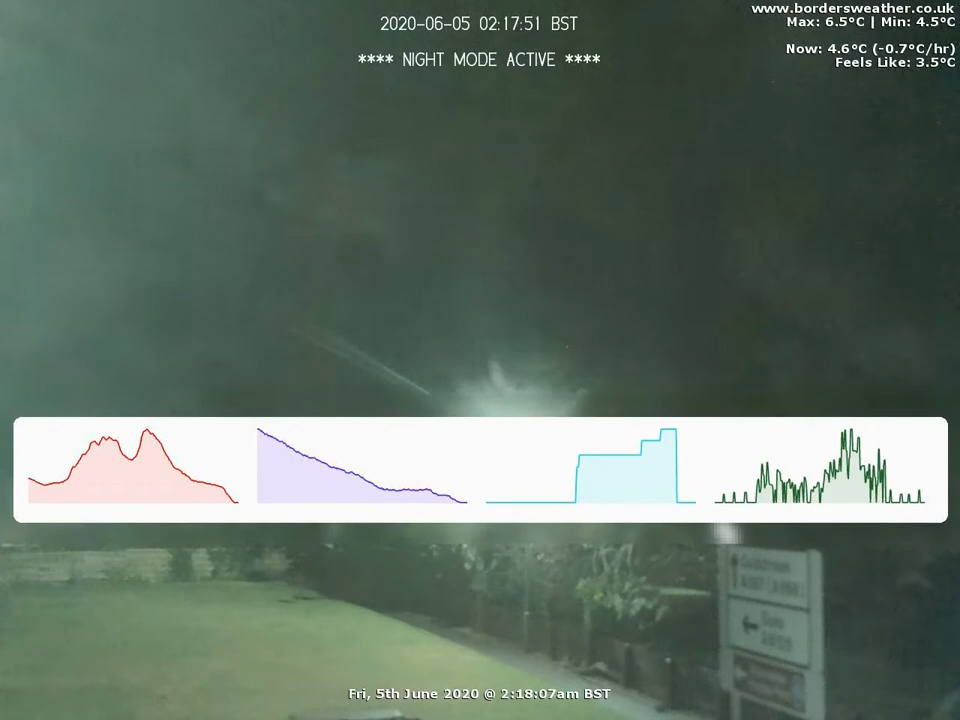 www.bordersweather.co.uk
2020-06-05 02:17:51 BST
Max: 6.5°C | Min: 4.5°C
**** NIGHT MODE ACTIVE ****
Now: 4.6°C (-0.7°C/hr)
Feels Like: 3.5°C
Fri, 5th June 2020 @ 2:18:07am BST